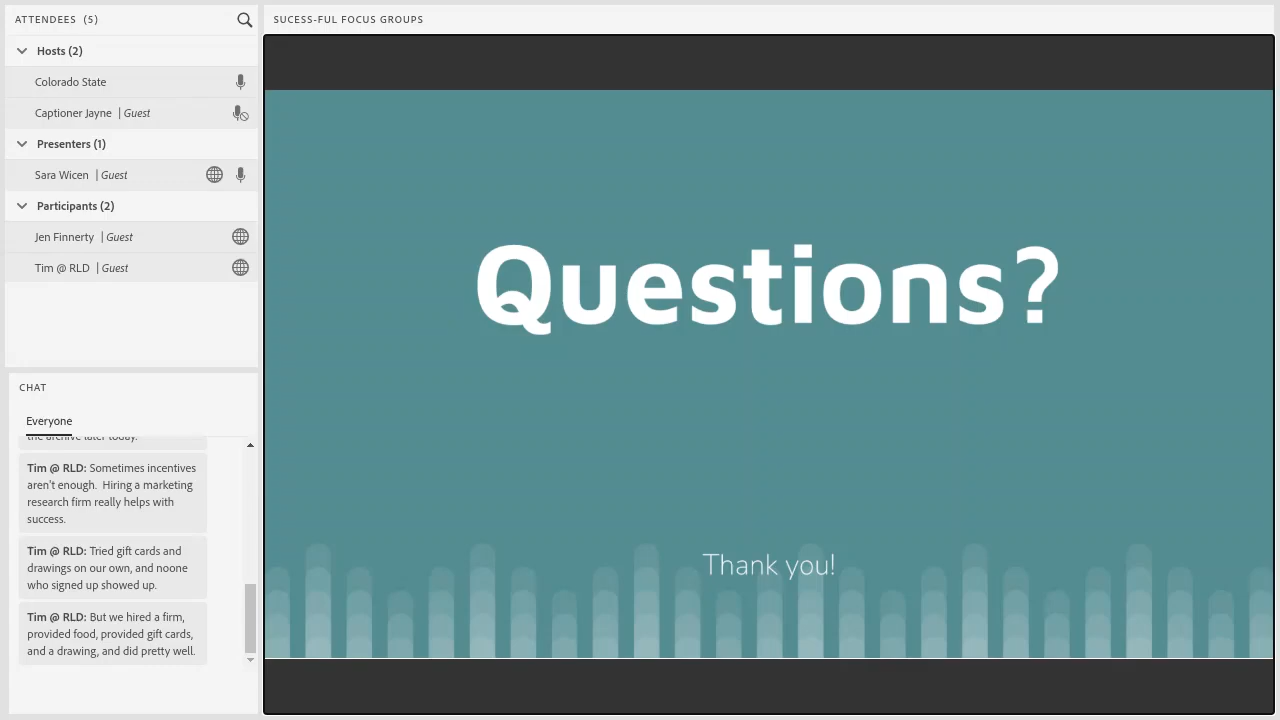 ATTENDEES (5)
Hosts (2)
Colorado State
Captioner Jayne | Guest
Presenters (1)
Sara Wicen | Guest
Participants (2)
Jen Finnerty | Guest
Tim @ RLD | Guest
CHAT
Everyone
the archive later today.
Tim @ RLD: Sometimes incentives
aren't enough. Hiring a marketing
research firm really helps with
success.
Tim @ RLD: Tried gift cards and
drawings on our own, and noone
who signed up showed up.
Tim @ RLD: But we hired a firm,
provided food, provided gift cards,
and a drawing, and did pretty well.
SUCESS-FUL FOCUS GROUPS
Questions?
Thank you!